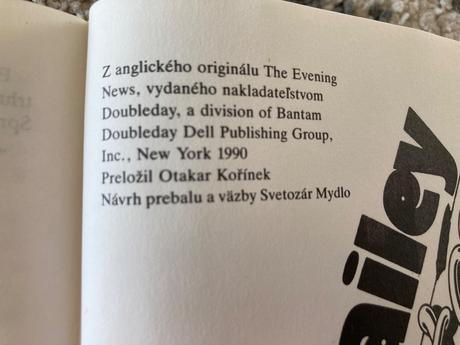 Z anglického originálu The Evening
News, vydaného nakladateľstvom
Doubleday, a division of Bantam
Doubleday Dell Publishing Group,
Inc., New York 1990
Preložil Otakar Kořínek
Návrh prebalu a väzby Svetozár Mydlo
ailey